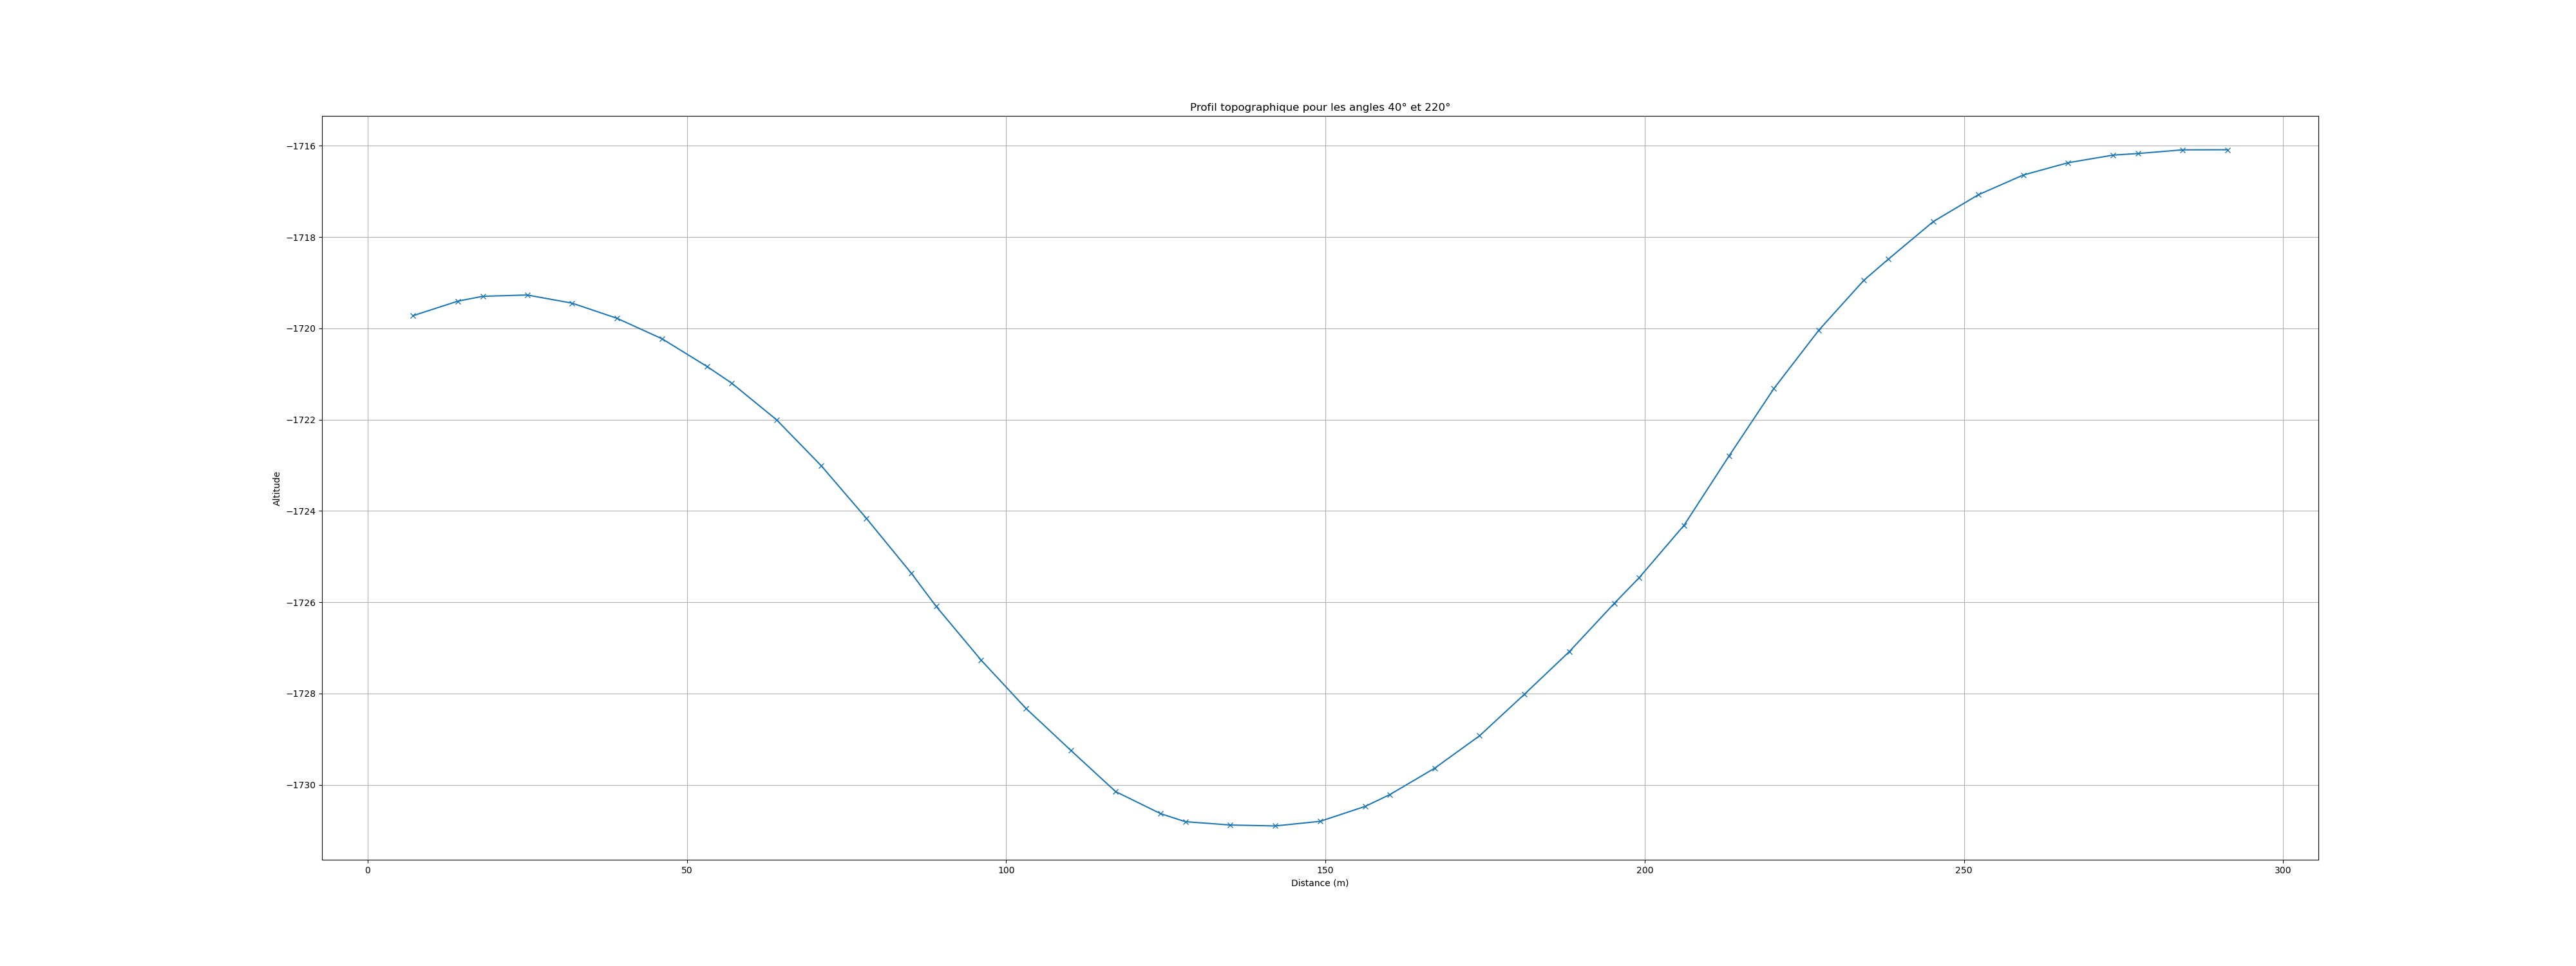 Profil topographique pour les angles 40° et 220°
−1716
−1718
−1720
−1722
−1724
−1726
−1728
−1730
Altitude
0 50 100 150 200 250 300
Distance (m)